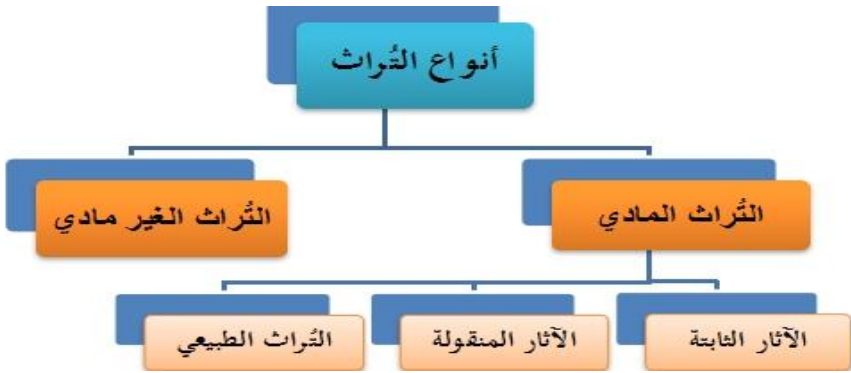 أنواع التُراث
التُراث المادي
التُراث الغير مادي
الآثار الثابتة
الآثار المنقولة
التُراث الطبيعي